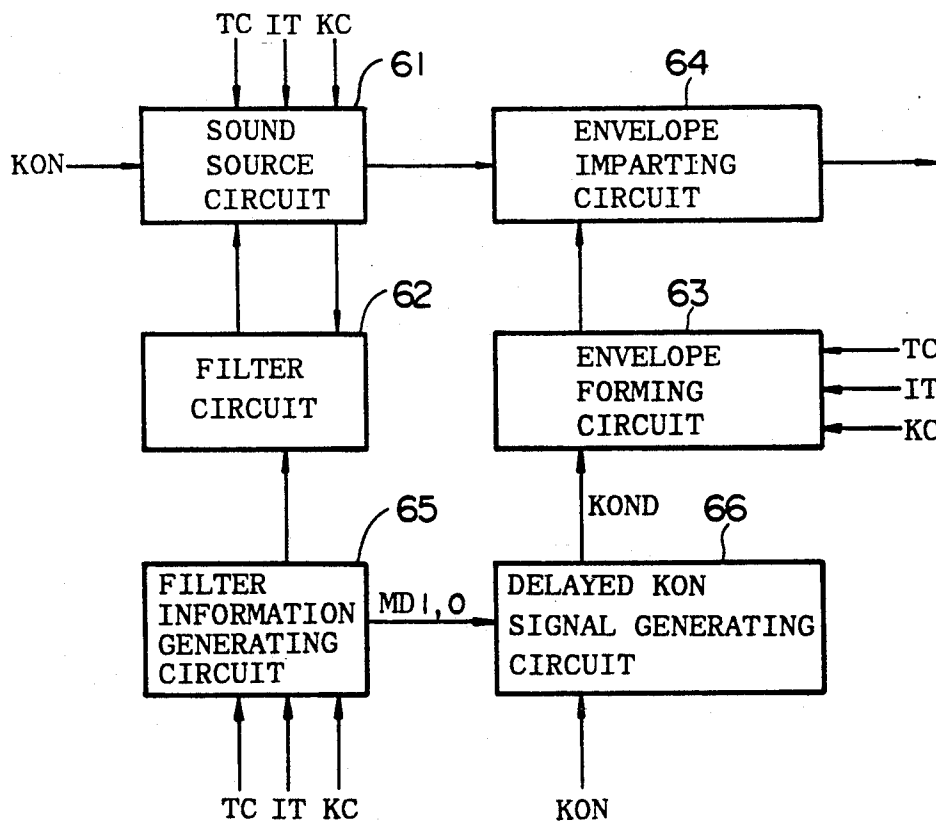 TC IT KC
61
64
SOUND
SOURCE
CIRCUIT
ENVELOPE
IMPARTING
CIRCUIT
KON
62
63
FILTER
CIRCUIT
ENVELOPE
FORMING
CIRCUIT
TC
IT
KC
65
KOND
66
FILTER
INFORMATION
GENERATING
CIRCUIT
MD1,0
DELAYED KON
SIGNAL GENERATING
CIRCUIT
TC IT KC
KON